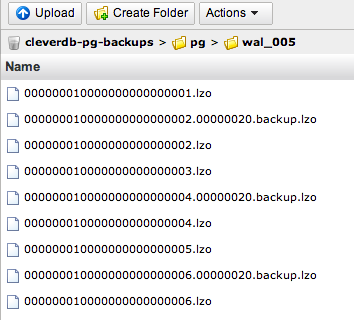 Upload Create Folder Actions
cleverdb-pg-backups > pg > wal_005
Name
000000010000000000000001.lzo
000000010000000000000002.00000020.backup.lzo
000000010000000000000002.lzo
000000010000000000000003.lzo
000000010000000000000004.00000020.backup.lzo
000000010000000000000004.lzo
000000010000000000000005.lzo
000000010000000000000006.00000020.backup.lzo
000000010000000000000006.lzo